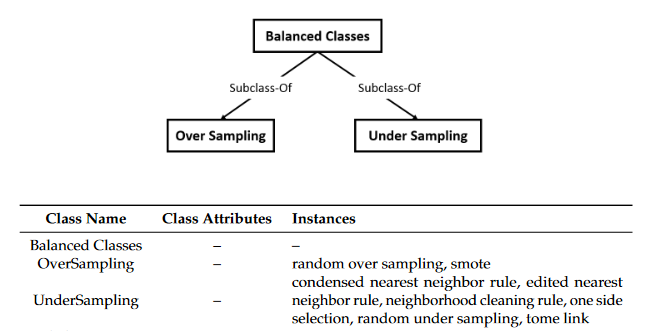 Balanced Classes
Subclass-Of Subclass-Of
Over Sampling Under Sampling
Class Name Class Attributes Instances
Balanced Classes – –
OverSampling – random over sampling, smote
condensed nearest neighbor rule, edited nearest
UnderSampling – neighbor rule, neighborhood cleaning rule, one side
selection, random under sampling, tome link